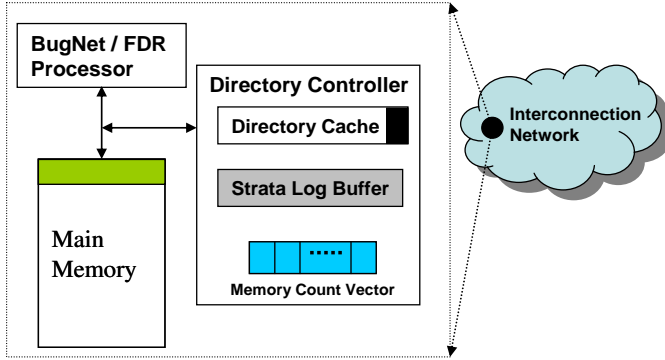 BugNet / FDR
Processor
Directory Controller
Directory Cache
Strata Log Buffer
.....
Memory Count Vector
Main
Memory
Interconnection
Network